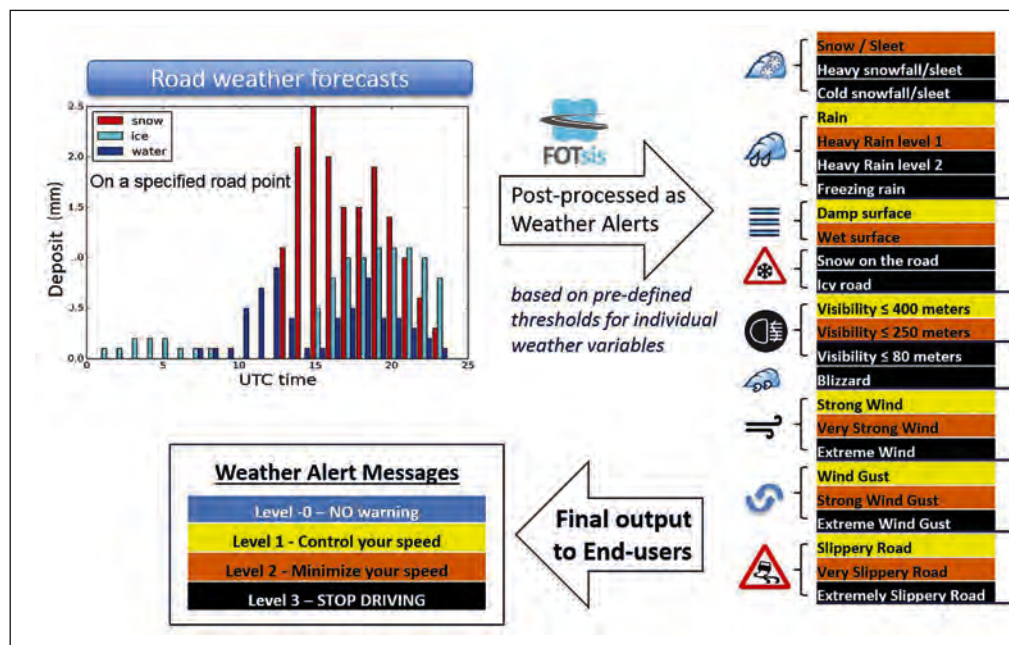 Road weather forecasts
2.5
2.0
1.5
.0
0.5
0.0
0
5
10
15
20
25
snow
ice
water
On a specified road point
Deposit (mm)
UTC time
FOTsis
Post-processed as
Weather Alerts
based on pre-defined
thresholds for individual
weather variables
Snow / Sleet
Heavy snowfall/sleet
Cold snowfall/sleet
Rain
Heavy Rain level 1
Heavy Rain level 2
Freezing rain
Damp surface
Wet surface
Snow on the road
Icy road
Visibility ≤ 400 meters
Visibility ≤ 250 meters
Visibility ≤ 80 meters
Blizzard
Strong Wind
Very Strong Wind
Extreme Wind
Wind Gust
Strong Wind Gust
Extreme Wind Gust
Slippery Road
Very Slippery Road
Extremely Slippery Road
Final output
to End-users
Weather Alert Messages
Level -0 – NO warning
Level 1 - Control your speed
Level 2 - Minimize your speed
Level 3 – STOP DRIVING